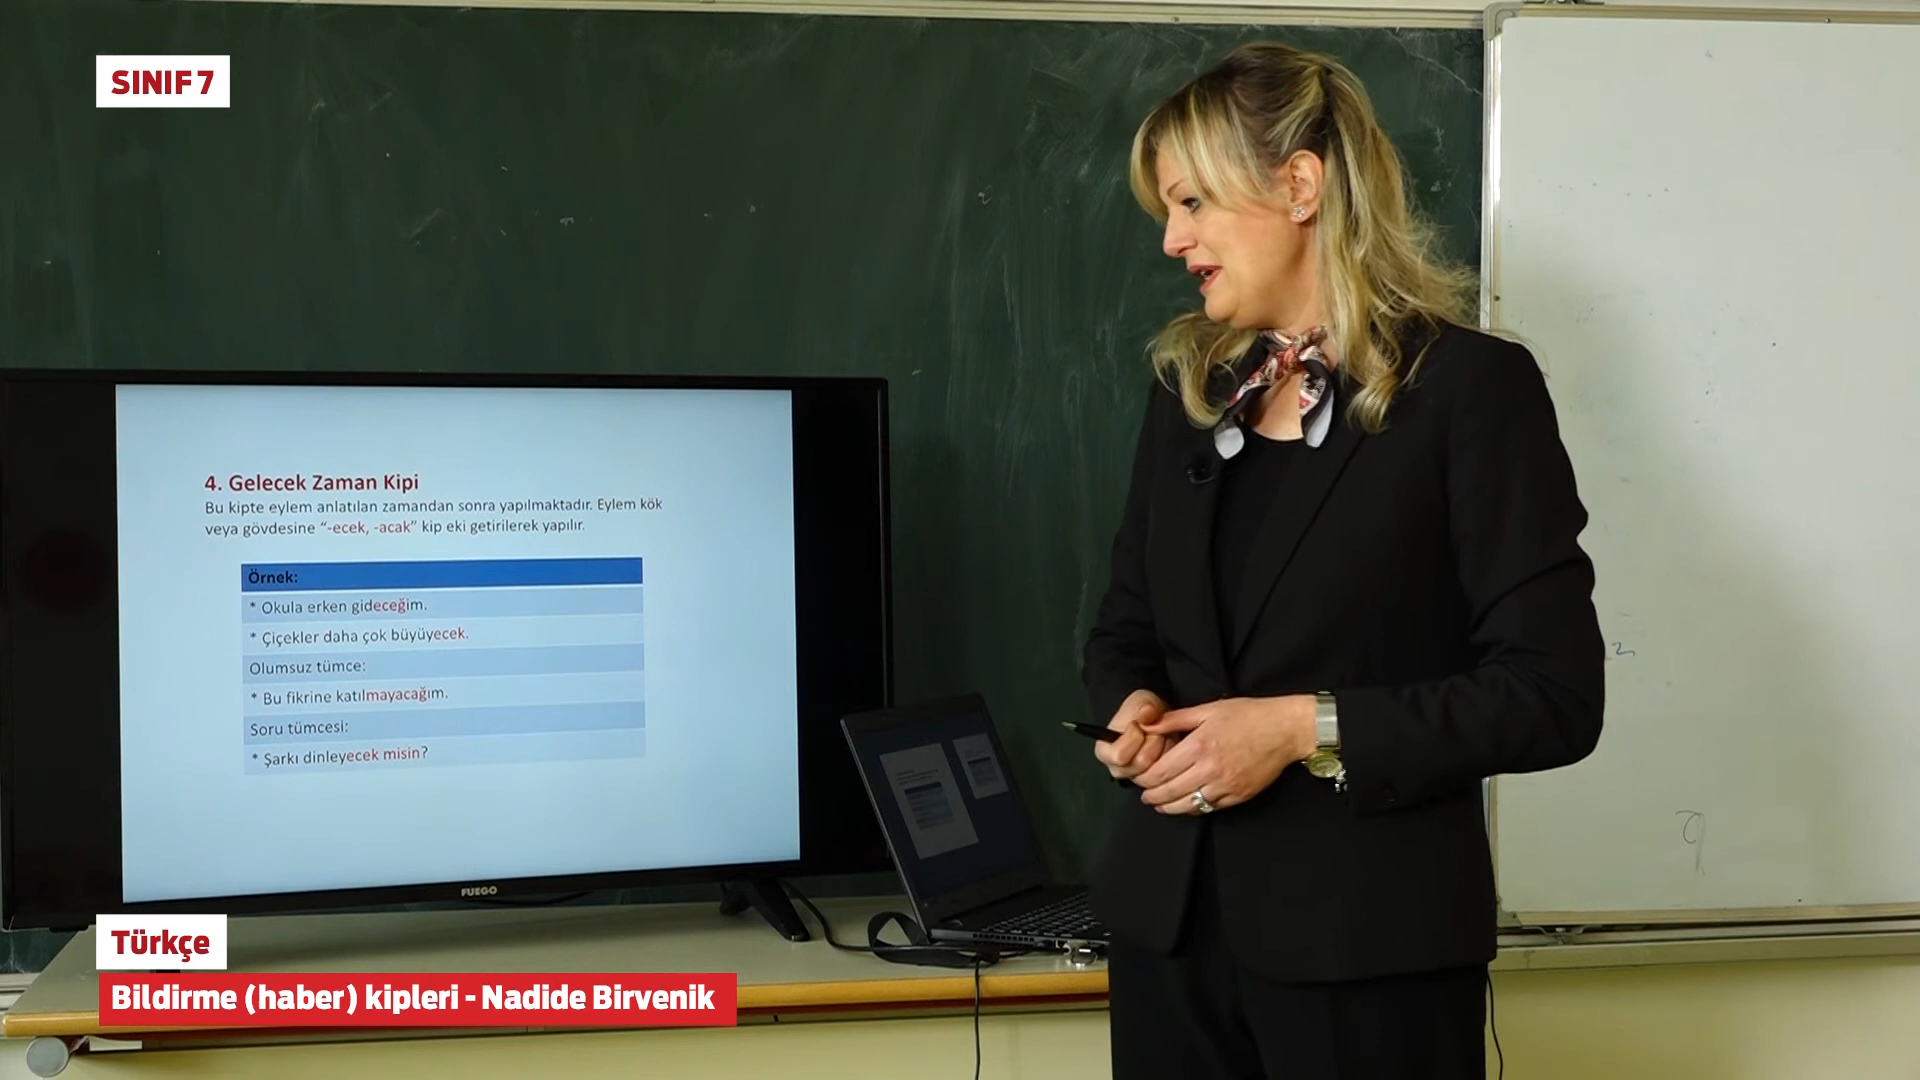 SINIF 7
4. Gelecek Zaman Kipi
Bu kipte eylem anlatılan zamandan sonra yapılmaktadır. Eylem kök
veya gövdesine “-ecek, -acak” kip eki getirilerek yapılır.
Örnek:
* Okula erken gideceğim.
* Çiçekler daha çok büyüyecek.
Olumsuz tümce:
* Bu fikrine katılmayacağım.
Soru tümcesi:
* Şarkı dinleyecek misin?
FUEGO
Türkçe
Bildirme (haber) kipleri - Nadide Birvenik